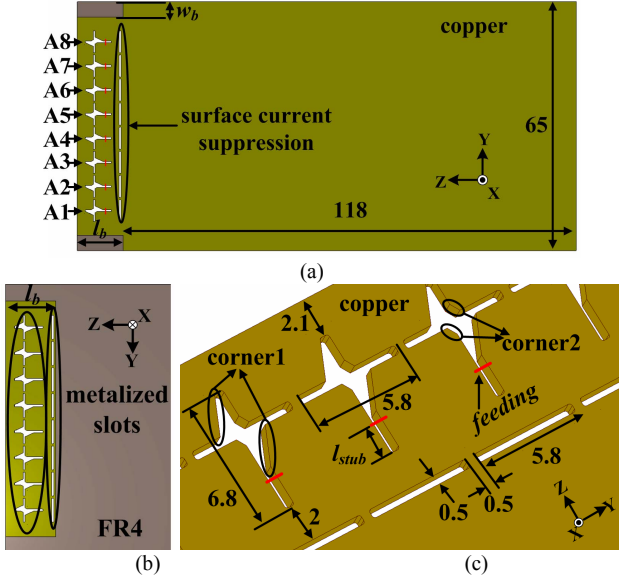 w_b
copper
A8
A7
A6
A5
A4
A3
A2
A1
surface current
suppression
65
Y
Z
X
118
l_b
(a)
l_b
Z
X
Y
metalized
slots
FR4
(b)
copper
2.1
corner1
corner2
5.8
feeding
l_stub
6.8
5.8
0.5
0.5
2
Z
Y
X
(c)